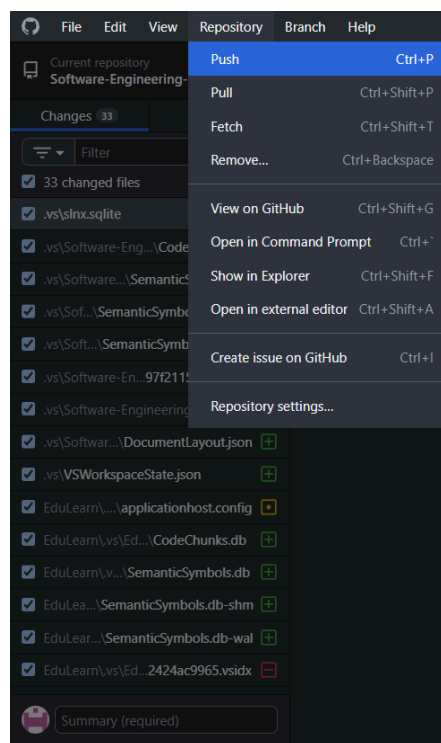 File Edit View Repository Branch Help
Current repository
Software-Engineering-
Push Ctrl+P
Pull Ctrl+Shift+P
Fetch Ctrl+Shift+T
Remove... Ctrl+Backspace
View on GitHub Ctrl+Shift+G
Open in Command Prompt Ctrl+`
Show in Explorer Ctrl+Shift+F
Open in external editor Ctrl+Shift+A
Create issue on GitHub Ctrl+I
Repository settings...
Changes 33
Filter
33 changed files
.vs\slnx.sqlite
.vs\Software-Eng...\Code
.vs\Software...\Semantic
.vs\Sof...\SemanticSymb
.vs\Soft...\SemanticSymb
.vs\Software-En...97f2115
.vs\Software-Engineering
.vs\Softwar...\DocumentLayout.json
.vs\VSWorkspaceState.json
EduLearn\....\applicationhost.config
EduLearn\.vs\Ed...\CodeChunks.db
EduLearn\.v...\SemanticSymbols.db
EduLea...\SemanticSymbols.db-shm
EduLear...\SemanticSymbols.db-wal
EduLearn\.vs\Ed...2424ac9965.vsidx
Summary (required)